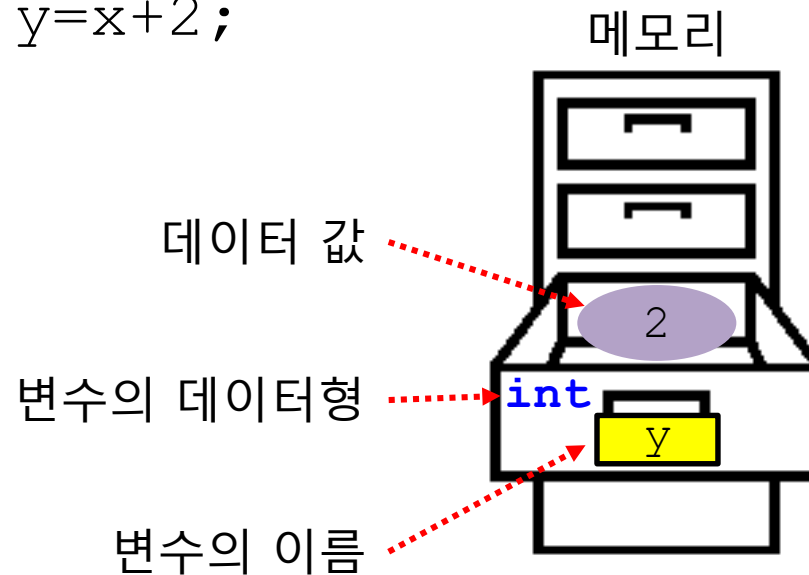 y=x+2;
메모리
데이터 값
2
변수의 데이터형
int
y
변수의 이름